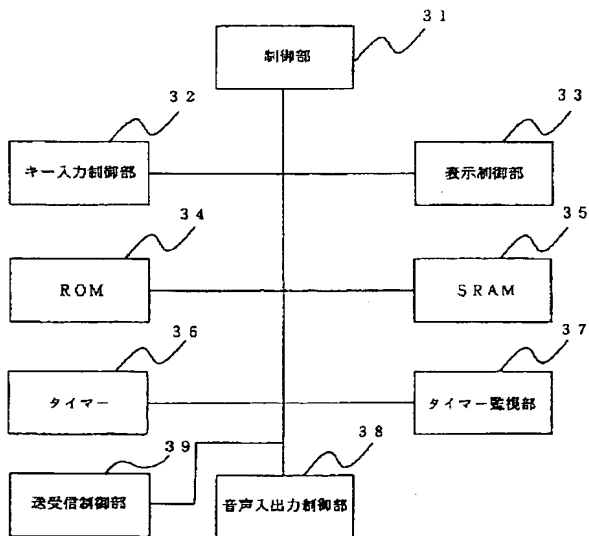 31
制御部
32
33
キー入力制御部
表示制御部
34
35
ROM
SRAM
36
37
タイマー
タイマー監視部
39
38
送受信制御部
音声入出力制御部